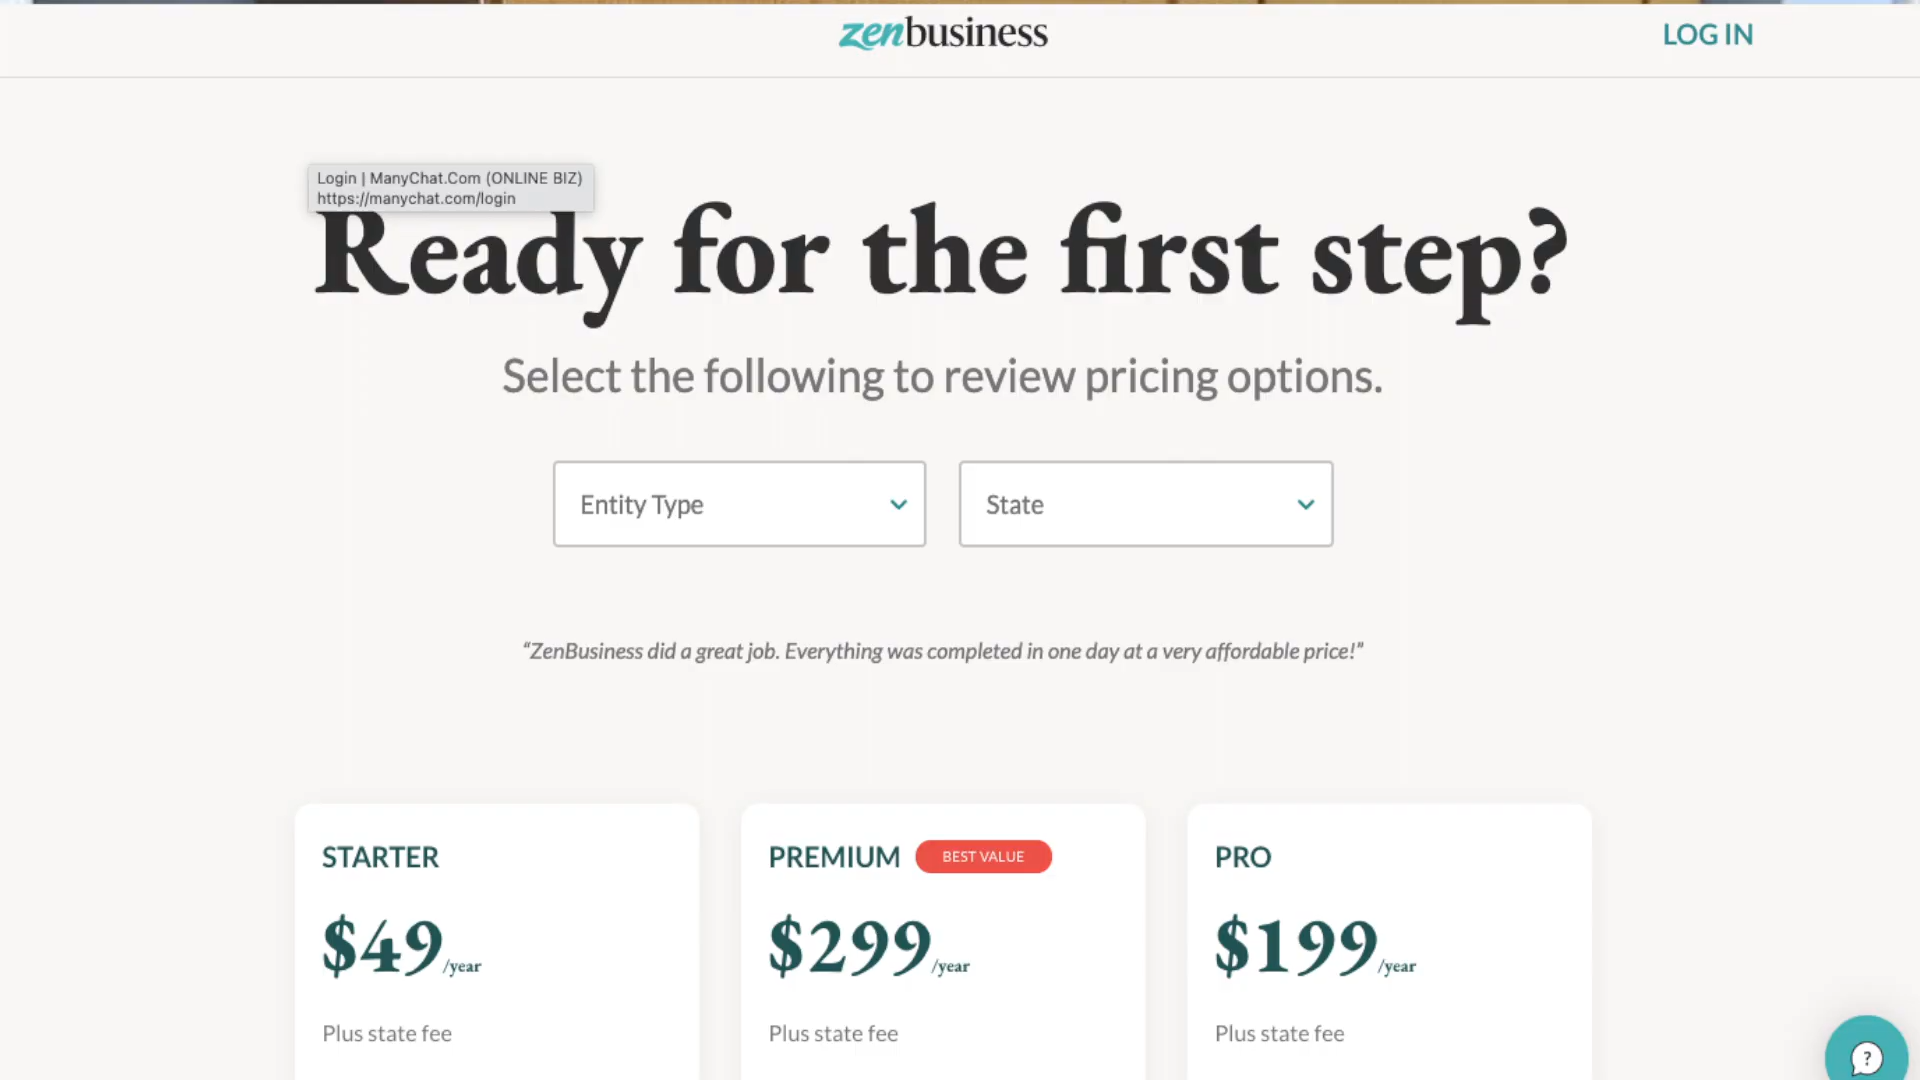 zenbusiness
LOG IN
Login | ManyChat.Com (ONLINE BIZ)
https://manychat.com/login
Ready for the first step?
Select the following to review pricing options.
Entity Type
State
“ZenBusiness did a great job. Everything was completed in one day at a very affordable price!”
STARTER
PREMIUM
BEST VALUE
PRO
$49/year
$299/year
$199/year
Plus state fee
Plus state fee
Plus state fee
?